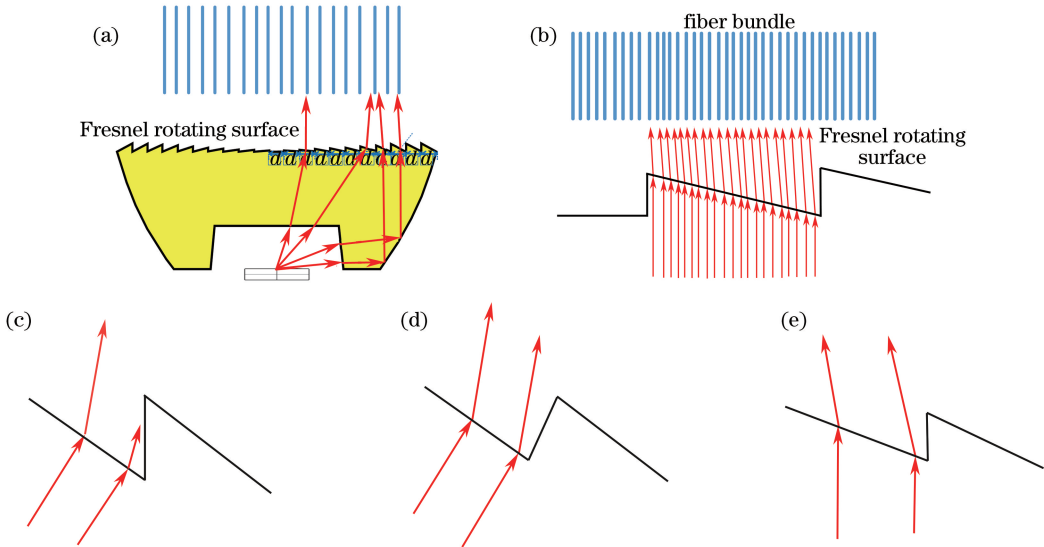 (a)
Fresnel rotating surface
d d d d d d d d d d
(b)
fiber bundle
Fresnel rotating
surface
(c)
(d)
(e)